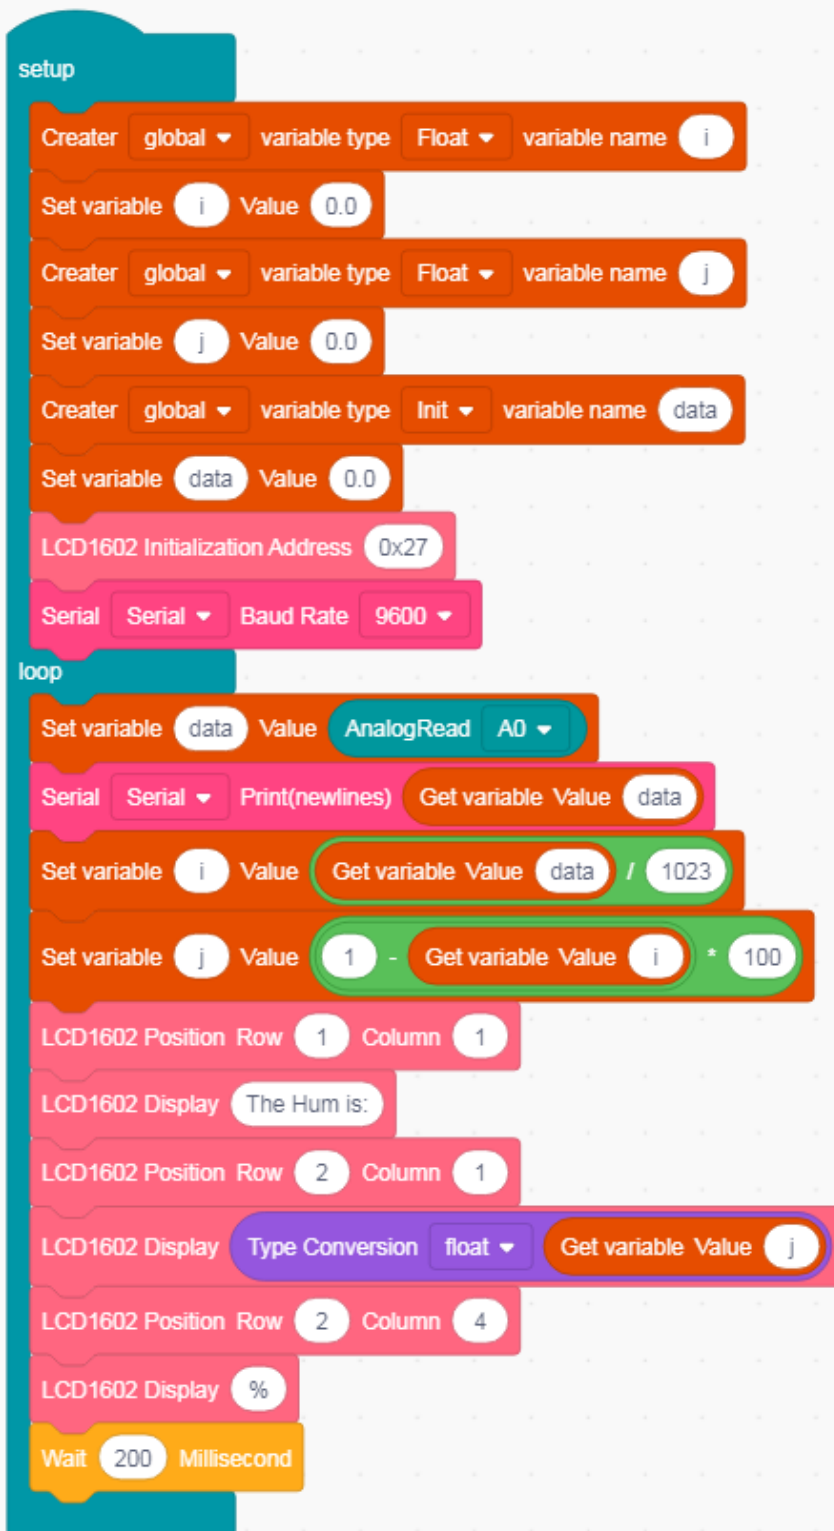 setup
Creater global variable type Float variable name i
Set variable i Value 0.0
Creater global variable type Float variable name j
Set variable j Value 0.0
Creater global variable type Init variable name data
Set variable data Value 0.0
LCD1602 Initialization Address 0x27
Serial Serial Baud Rate 9600
loop
Set variable data Value AnalogRead A0
Serial Serial Print(newlines) Get variable Value data
Set variable i Value Get variable Value data / 1023
Set variable j Value 1 - Get variable Value i * 100
LCD1602 Position Row 1 Column 1
LCD1602 Display The Hum is:
LCD1602 Position Row 2 Column 1
LCD1602 Display Type Conversion float Get variable Value j
LCD1602 Position Row 2 Column 4
LCD1602 Display %
Wait 200 Millisecond